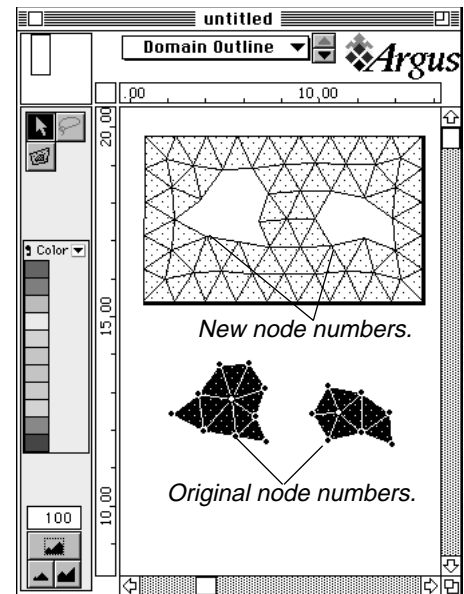 untitled
Domain Outline
Argus
.00 10.00
20.00
Color
15.00
New node numbers.
Original node numbers.
10.00
100